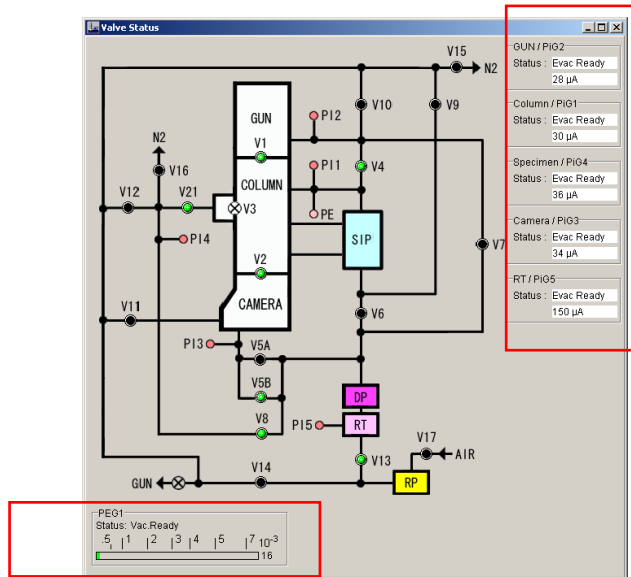 Valve Status
V15
N2
GUN
V10
V9
PI2
N2
V1
V16
PI1
V4
COLUMN
V12
V21
V3
PE
SIP
PI4
V7
V2
CAMERA
V11
V6
PI3
V5A
V5B
DP
V8
PI5
RT
V17
AIR
V13
V14
GUN
RP
GUN / PiG2
Status : Evac Ready
28 µA
Column / PiG1
Status : Evac Ready
30 µA
Specimen / PiG4
Status : Evac Ready
36 µA
Camera / PiG3
Status : Evac Ready
34 µA
RT / PiG5
Status : Evac Ready
150 µA
PEG1
Status: Vac.Ready
.5 1 2 3 4 5 7 10-3
16